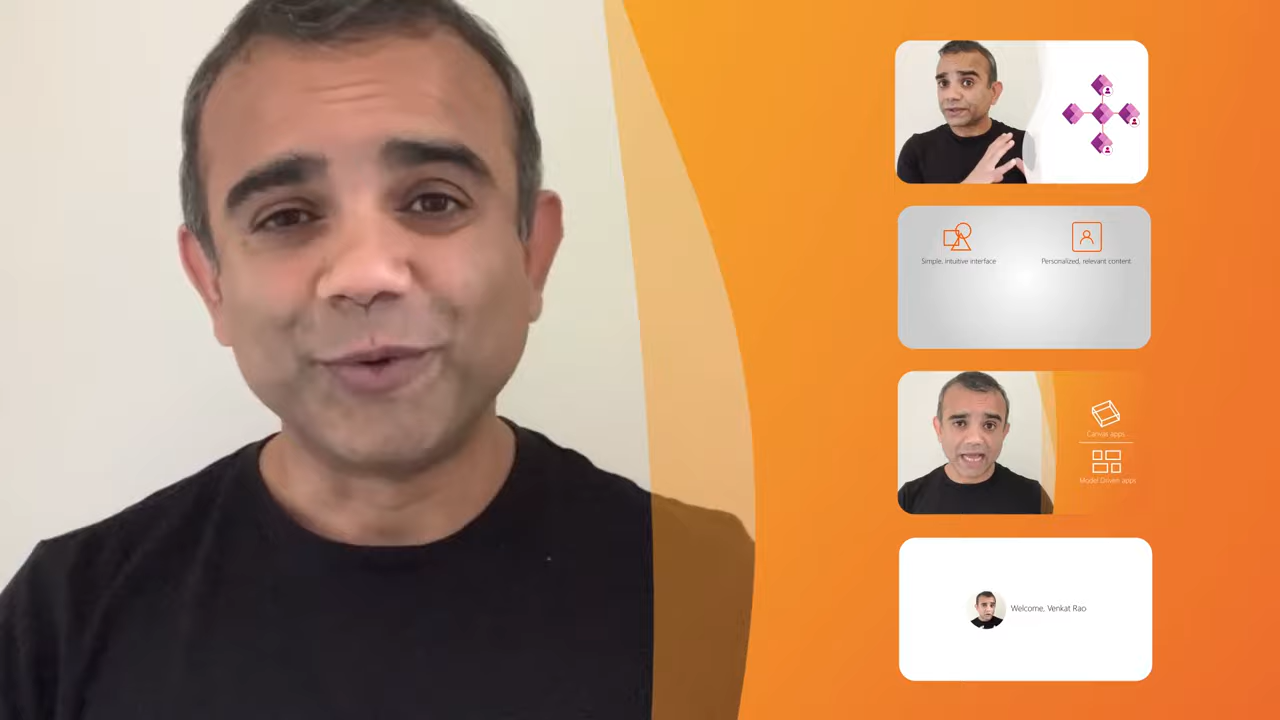 Simple, intuitive interface
Personalized, relevant content
Canvas apps
Model Driven apps
Welcome, Venkat Rao